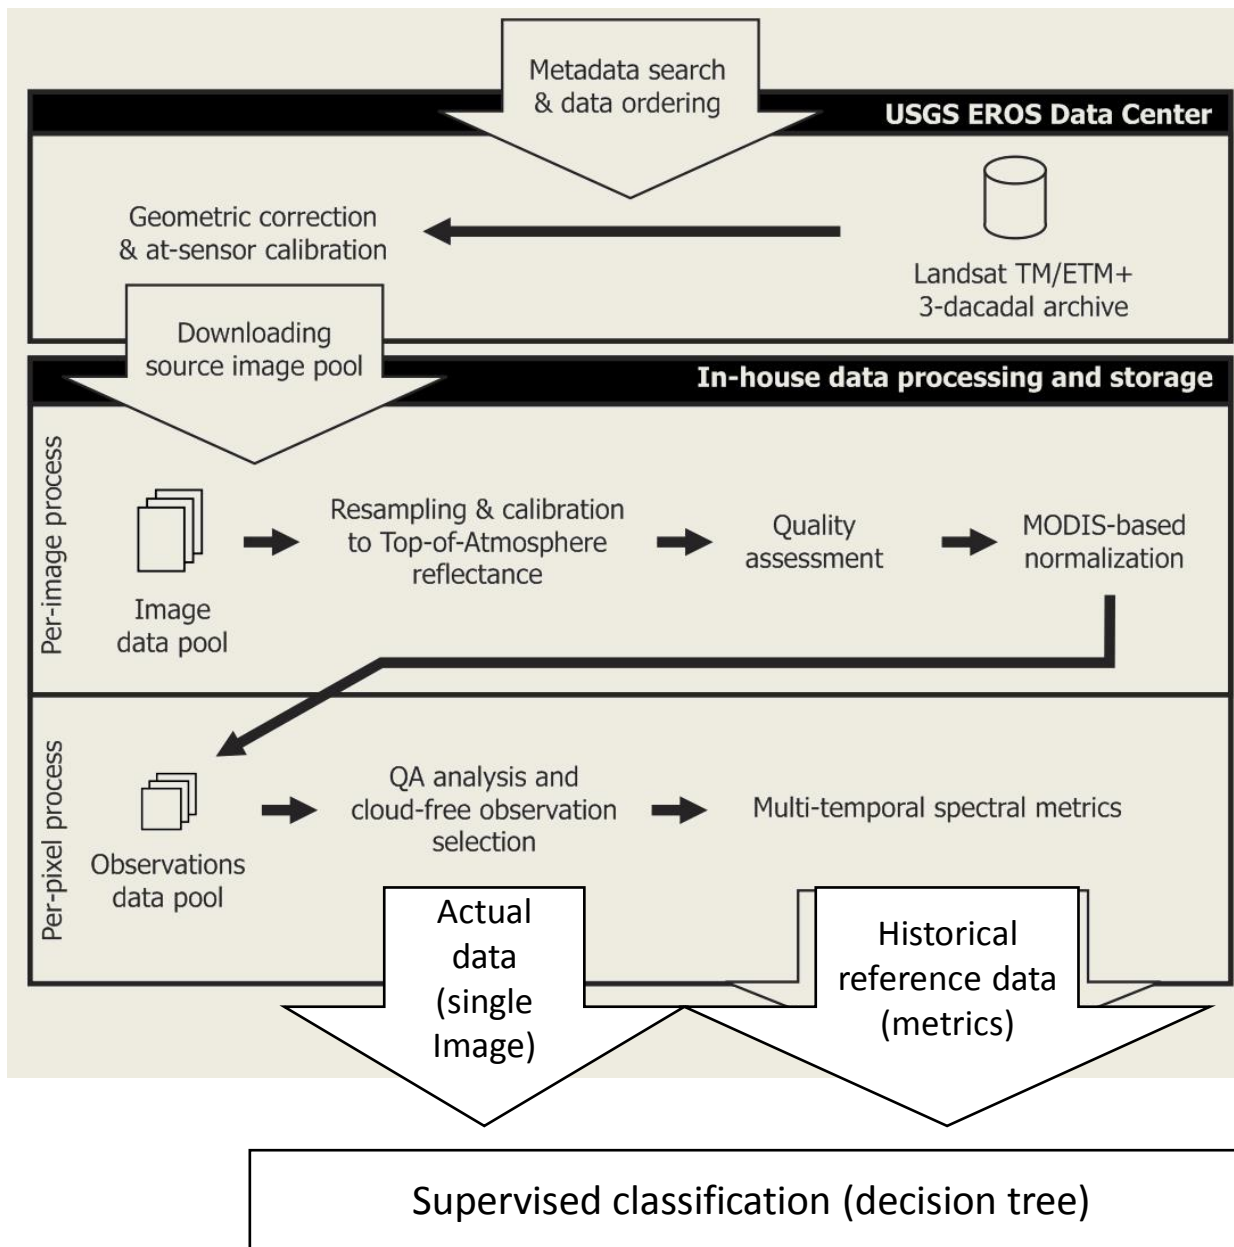 Metadata search
& data ordering
USGS EROS Data Center
Geometric correction
& at-sensor calibration
Landsat TM/ETM+
3-dacadal archive
Downloading
source image pool
In-house data processing and storage
Per-image process
Image
data pool
Resampling & calibration
to Top-of-Atmosphere
reflectance
Quality
assessment
MODIS-based
normalization
Per-pixel process
Observations
data pool
QA analysis and
cloud-free observation
selection
Multi-temporal spectral metrics
Actual
data
(single
Image)
Historical
reference data
(metrics)
Supervised classification (decision tree)